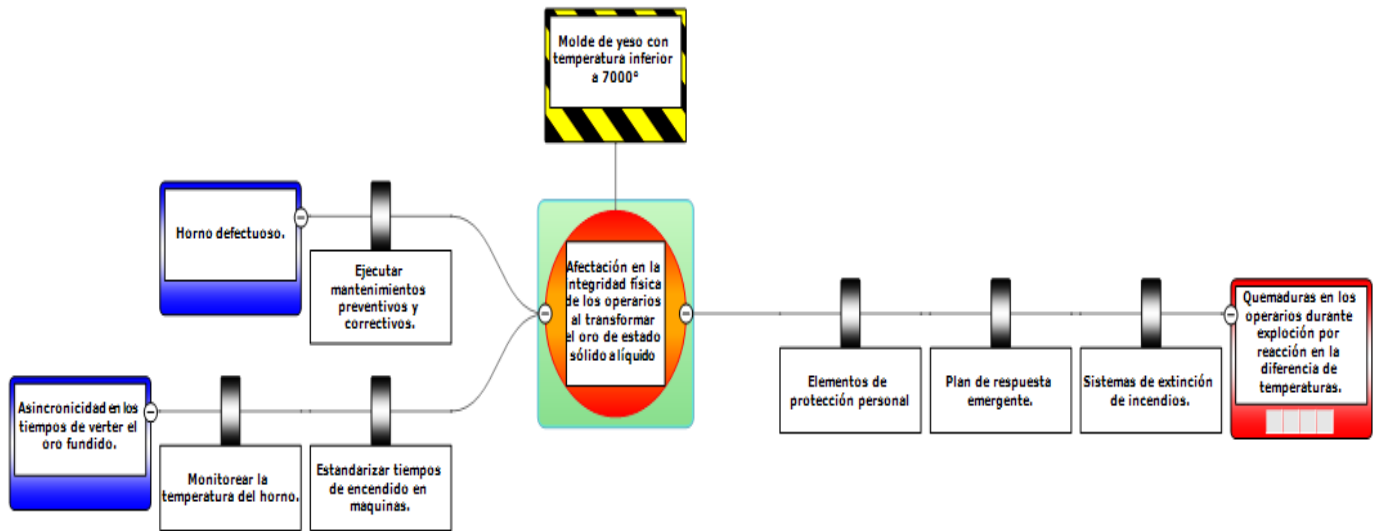 Molde de yeso con
temperatura inferior
a 7000°
Horno defectuoso.
Ejecutar
mantenimientos
preventivos y
correctivos.
Asincronicidad en los
tiempos de verter el
oro fundido.
Monitorear la
temperatura del horno.
Estandarizar tiempos
de encendido en
maquinas.
Afectación en la
integridad física
de los operarios
al transformar
el oro de estado
sólido a líquido
Elementos de
protección personal
Plan de respuesta
emergente.
Sistemas de extinción
de incendios.
Quemaduras en los
operarios durante
exploción por
reacción en la
diferencia de
temperaturas.